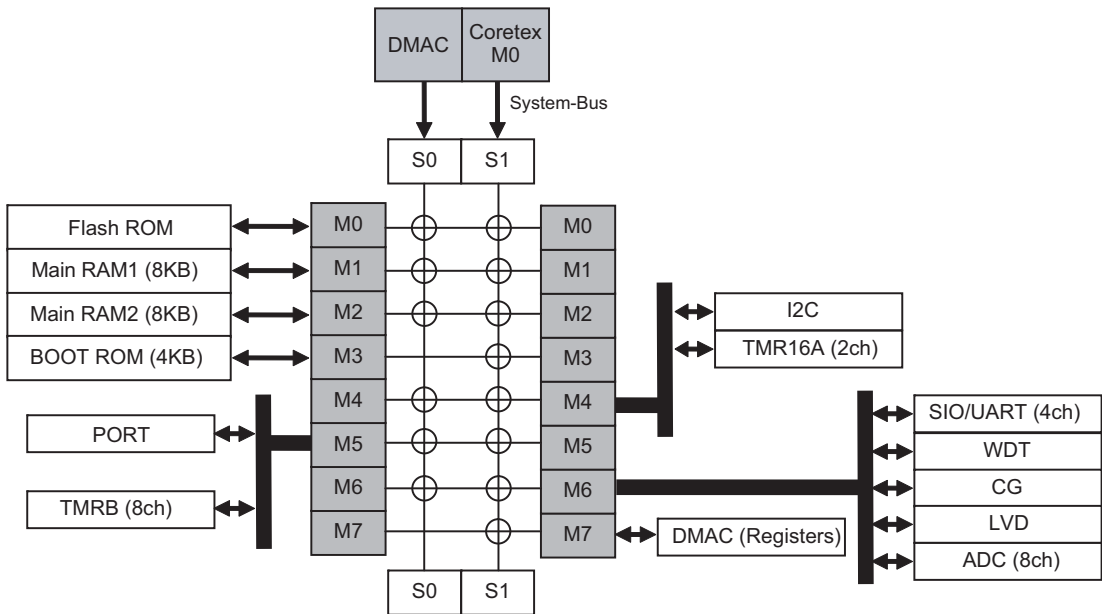 DMAC
Coretex
M0
System-Bus
S0
S1
Flash ROM
M0
M0
Main RAM1 (8KB)
M1
M1
Main RAM2 (8KB)
M2
M2
I2C
BOOT ROM (4KB)
M3
M3
TMR16A (2ch)
M4
M4
SIO/UART (4ch)
PORT
M5
M5
WDT
M6
M6
CG
TMRB (8ch)
M7
M7
DMAC (Registers)
LVD
ADC (8ch)
S0
S1